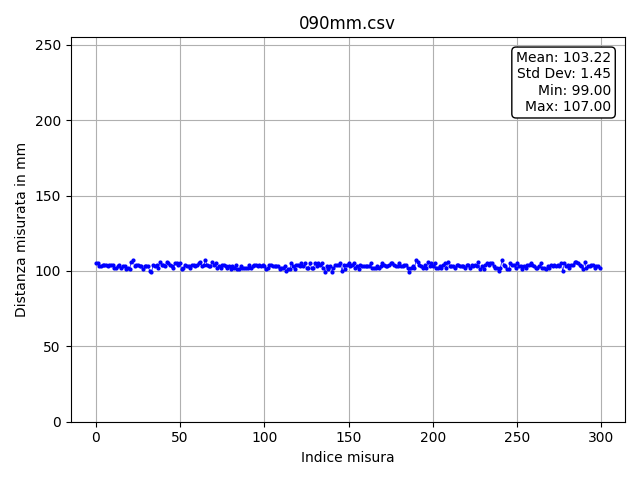 090mm.csv
Mean: 103.22
Std Dev: 1.45
Min: 99.00
Max: 107.00
Distanza misurata in mm
250
200
150
100
50
0
0 50 100 150 200 250 300
Indice misura